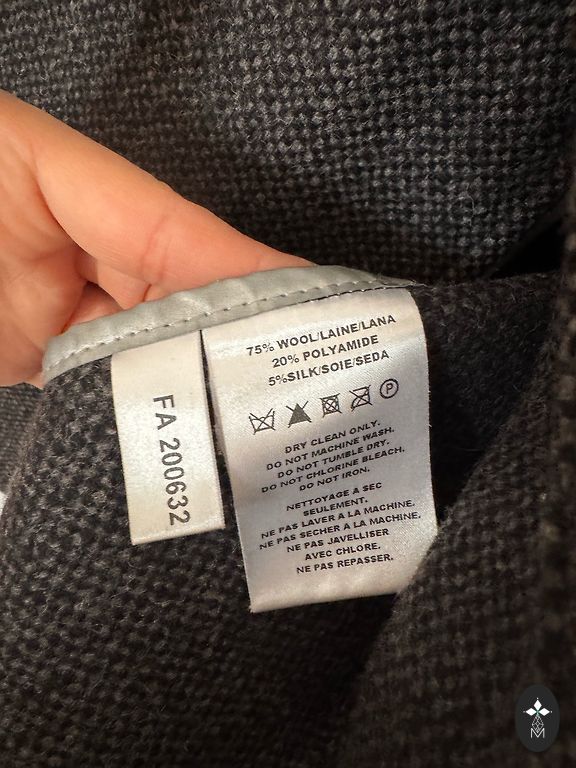 75% WOOL/LAINE/LANA
20% POLYAMIDE
5%SILK/SOIE/SEDA
P
DRY CLEAN ONLY.
DO NOT MACHINE WASH.
DO NOT TUMBLE DRY.
DO NOT CHLORINE BLEACH.
DO NOT IRON.
NETTOYAGE A SEC
SEULEMENT.
NE PAS LAVER A LA MACHINE.
NE PAS SECHER A LA MACHINE.
NE PAS JAVELLISER
AVEC CHLORE.
NE PAS REPASSER.
FA 200632
M